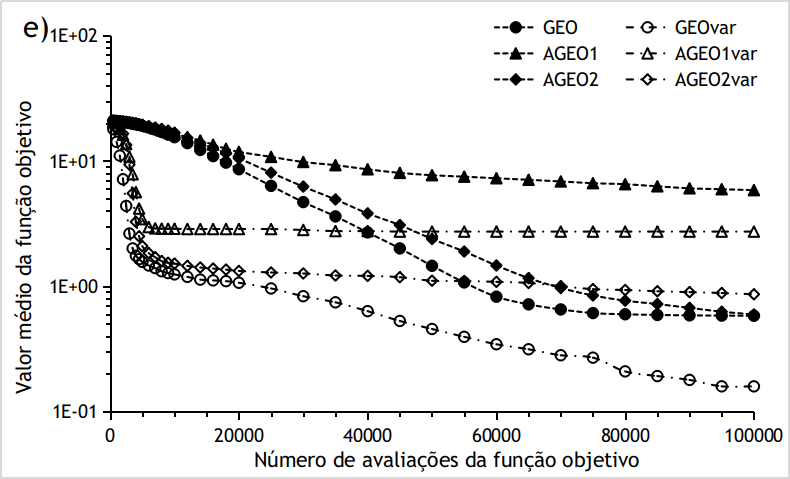 e)
GEO
GEOvar
AGEO1
AGEO1var
AGEO2
AGEO2var
Valor médio da função objetivo
1E+02
1E+01
1E+00
1E-01
0 20000 40000 60000 80000 100000
Número de avaliações da função objetivo